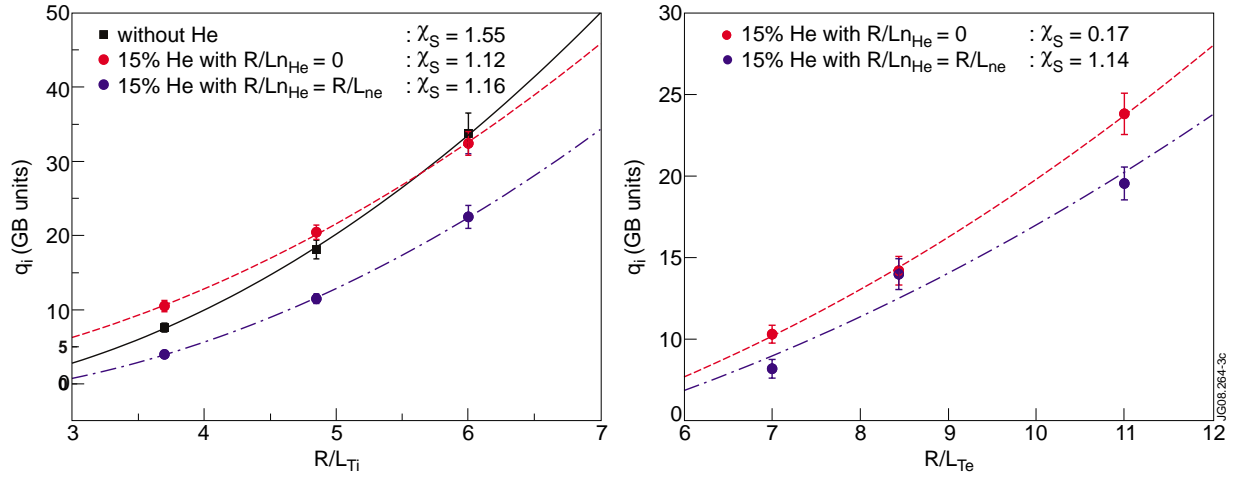 50
40
30
20
10
5
0
0
q_i (GB units)
without He : χ_S = 1.55
15% He with R/Ln_He = 0 : χ_S = 1.12
15% He with R/Ln_He = R/L_ne : χ_S = 1.16
3 4 5 6 7
R/L_Ti
30
25
20
15
10
0
q_i (GB units)
15% He with R/Ln_He = 0 : χ_S = 0.17
15% He with R/Ln_He = R/L_ne : χ_S = 1.14
6 7 8 9 10 11 12
R/L_Te
JG08.264-3c